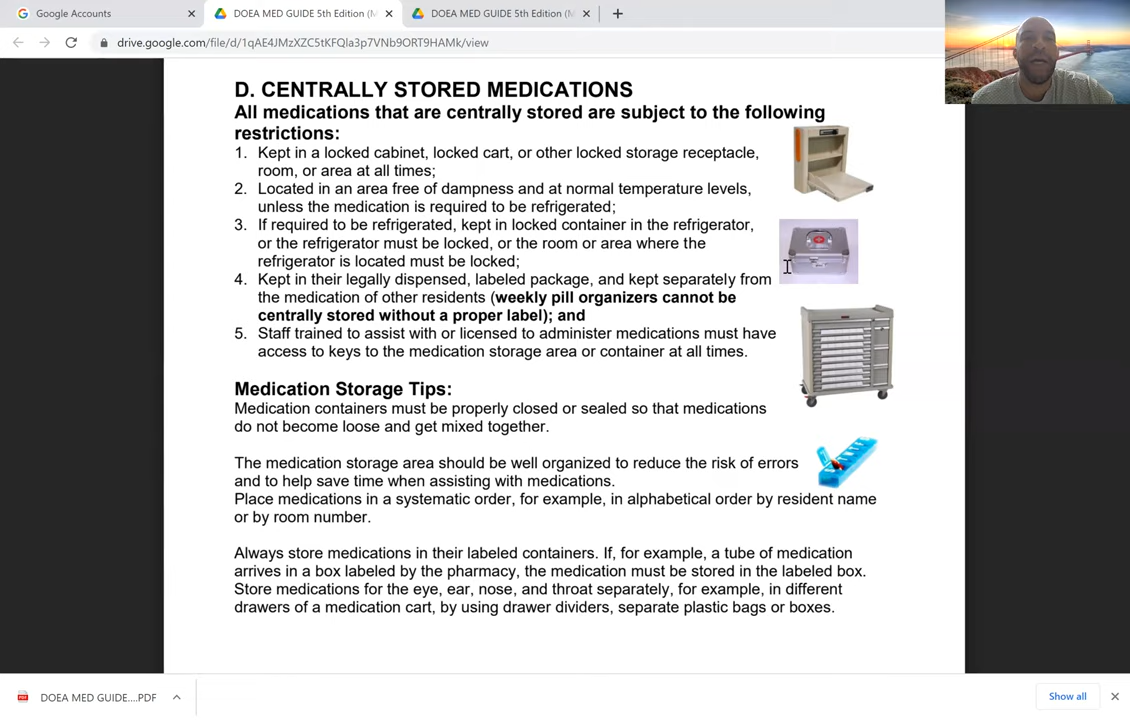 Google Accounts
DOEA MED GUIDE 5th Edition (M
DOEA MED GUIDE 5th Edition (M
drive.google.com/file/d/1qAE4JMzXZC5tKFQla3p7VNb9ORT9HAMk/view
D. CENTRALLY STORED MEDICATIONS
All medications that are centrally stored are subject to the following
restrictions:
1. Kept in a locked cabinet, locked cart, or other locked storage receptacle,
room, or area at all times;
2. Located in an area free of dampness and at normal temperature levels,
unless the medication is required to be refrigerated;
3. If required to be refrigerated, kept in locked container in the refrigerator,
or the refrigerator must be locked, or the room or area where the
refrigerator is located must be locked;
4. Kept in their legally dispensed, labeled package, and kept separately from
the medication of other residents (weekly pill organizers cannot be
centrally stored without a proper label); and
5. Staff trained to assist with or licensed to administer medications must have
access to keys to the medication storage area or container at all times.
Medication Storage Tips:
Medication containers must be properly closed or sealed so that medications
do not become loose and get mixed together.
The medication storage area should be well organized to reduce the risk of errors
and to help save time when assisting with medications.
Place medications in a systematic order, for example, in alphabetical order by resident name
or by room number.
Always store medications in their labeled containers. If, for example, a tube of medication
arrives in a box labeled by the pharmacy, the medication must be stored in the labeled box.
Store medications for the eye, ear, nose, and throat separately, for example, in different
drawers of a medication cart, by using drawer dividers, separate plastic bags or boxes.
DOEA MED GUIDE....PDF
Show all